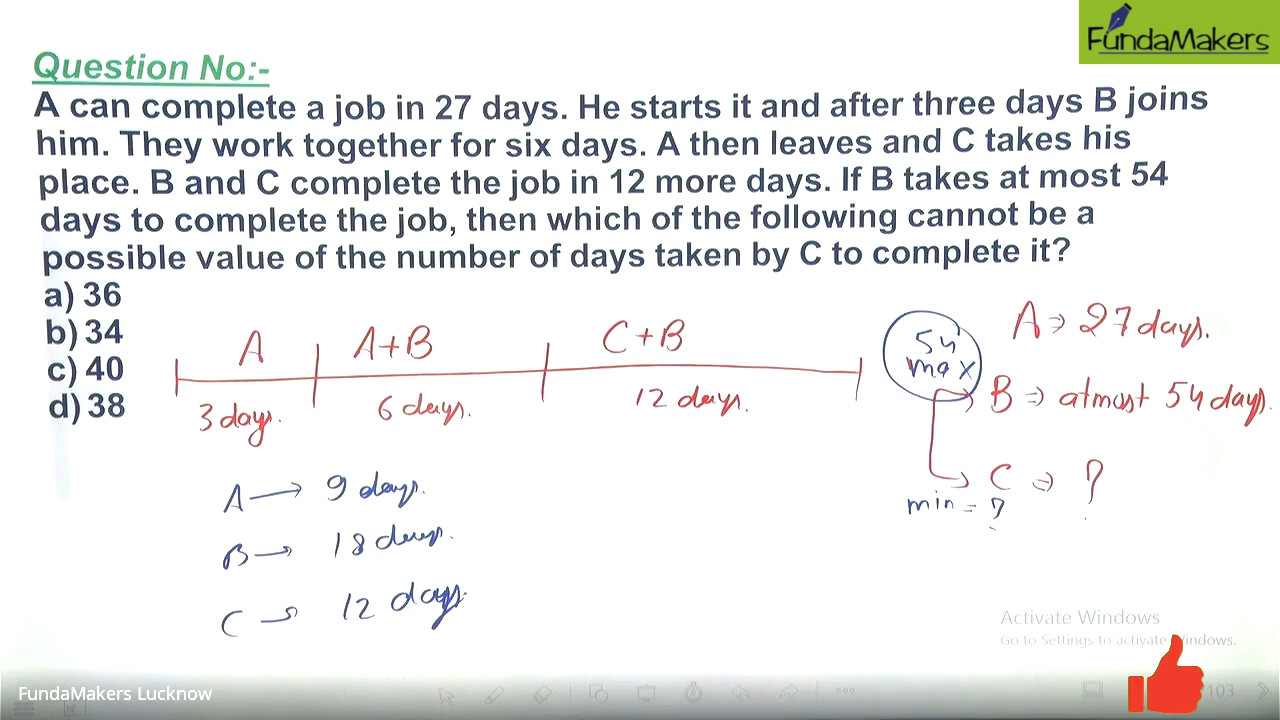 FundaMakers
Question No:-
A can complete a job in 27 days. He starts it and after three days B joins
him. They work together for six days. A then leaves and C takes his
place. B and C complete the job in 12 more days. If B takes at most 54
days to complete the job, then which of the following cannot be a
possible value of the number of days taken by C to complete it?
a) 36
b) 34
c) 40
d) 38
A A+B C+B
3 days. 6 days. 12 days.
54
max
A ⇒ 27 days.
B ⇒ atmost 54 days.
C ⇒ ?
min = ?
A → 9 days.
B → 18 days.
C → 12 days.
Activate Windows
Go to Settings to activate Windows.
FundaMakers Lucknow
103